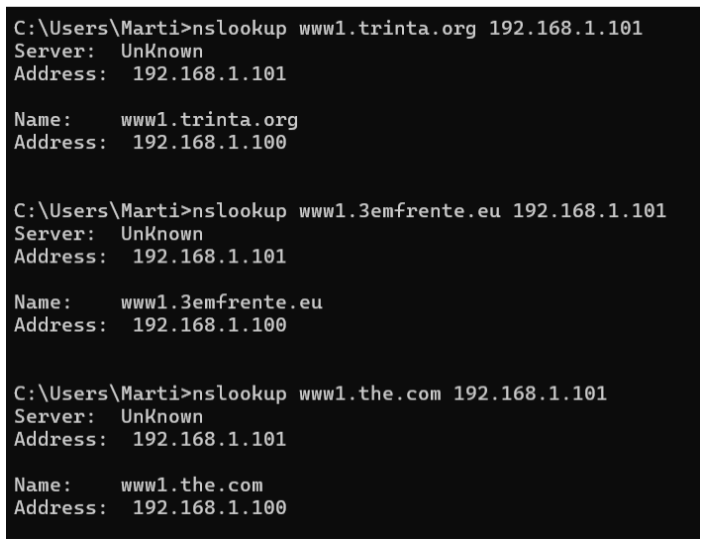 C:\Users\Marti>nslookup www1.trinta.org 192.168.1.101
Server:  UnKnown
Address:  192.168.1.101
Name:    www1.trinta.org
Address:  192.168.1.100
C:\Users\Marti>nslookup www1.3emfrente.eu 192.168.1.101
Server:  UnKnown
Address:  192.168.1.101
Name:    www1.3emfrente.eu
Address:  192.168.1.100
C:\Users\Marti>nslookup www1.the.com 192.168.1.101
Server:  UnKnown
Address:  192.168.1.101
Name:    www1.the.com
Address:  192.168.1.100